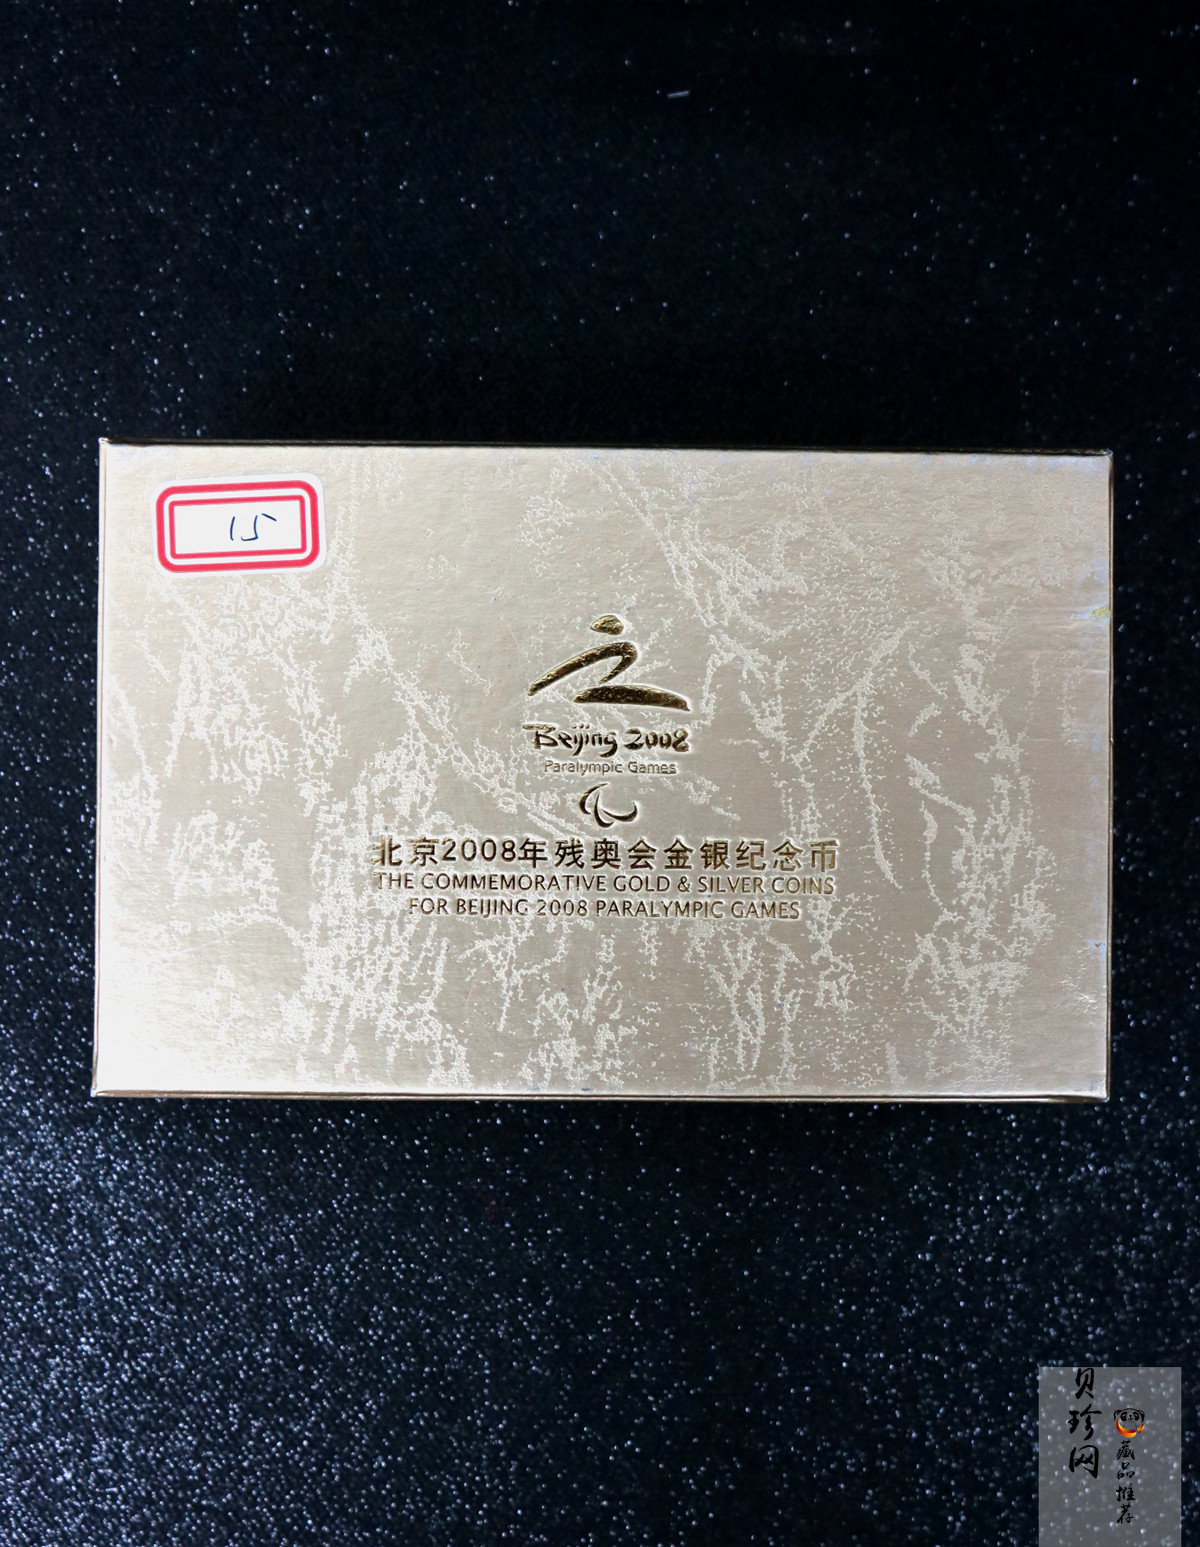 15
Beijing 2008
Paralympic Games
北京2008年残奥会金银纪念币
THE COMMEMORATIVE GOLD & SILVER COINS
FOR BEIJING 2008 PARALYMPIC GAMES
贝珍网
藏品推荐